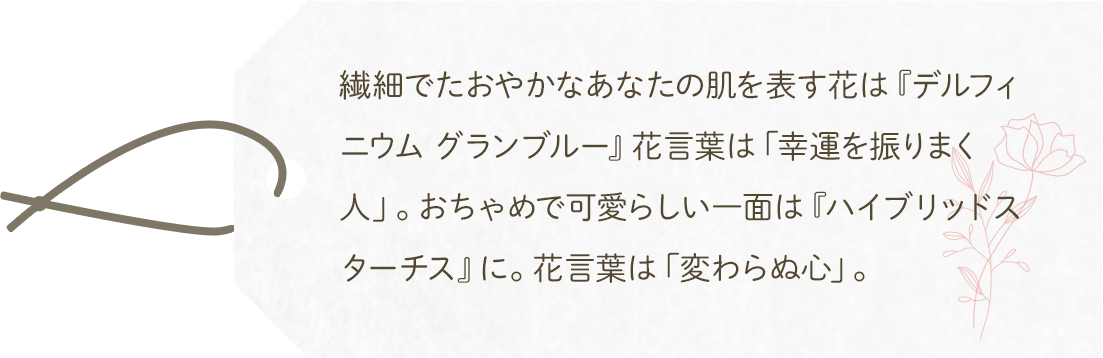 繊細でたおやかなあなたの肌を表す花は『デルフィ
ニウム グランブルー』花言葉は「幸運を振りまく
人」。おちゃめで可愛らしい一面は『ハイブリッドス
ターチス』に。花言葉は「変わらぬ心」。